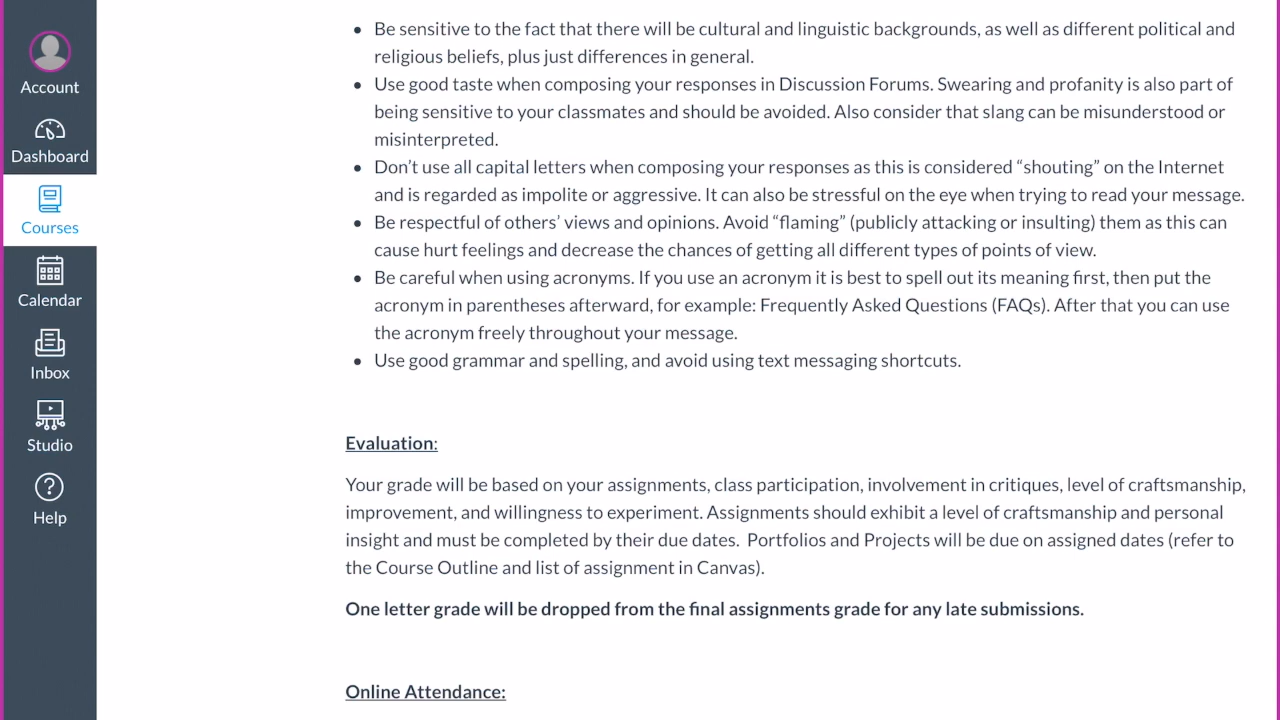 Account
Dashboard
Courses
Calendar
Inbox
Studio
Help
Be sensitive to the fact that there will be cultural and linguistic backgrounds, as well as different political and
religious beliefs, plus just differences in general.
Use good taste when composing your responses in Discussion Forums. Swearing and profanity is also part of
being sensitive to your classmates and should be avoided. Also consider that slang can be misunderstood or
misinterpreted.
Don’t use all capital letters when composing your responses as this is considered “shouting” on the Internet
and is regarded as impolite or aggressive. It can also be stressful on the eye when trying to read your message.
Be respectful of others’ views and opinions. Avoid “flaming” (publicly attacking or insulting) them as this can
cause hurt feelings and decrease the chances of getting all different types of points of view.
Be careful when using acronyms. If you use an acronym it is best to spell out its meaning first, then put the
acronym in parentheses afterward, for example: Frequently Asked Questions (FAQs). After that you can use
the acronym freely throughout your message.
Use good grammar and spelling, and avoid using text messaging shortcuts.
Evaluation:
Your grade will be based on your assignments, class participation, involvement in critiques, level of craftsmanship,
improvement, and willingness to experiment. Assignments should exhibit a level of craftsmanship and personal
insight and must be completed by their due dates.  Portfolios and Projects will be due on assigned dates (refer to
the Course Outline and list of assignment in Canvas).
One letter grade will be dropped from the final assignments grade for any late submissions.
Online Attendance: